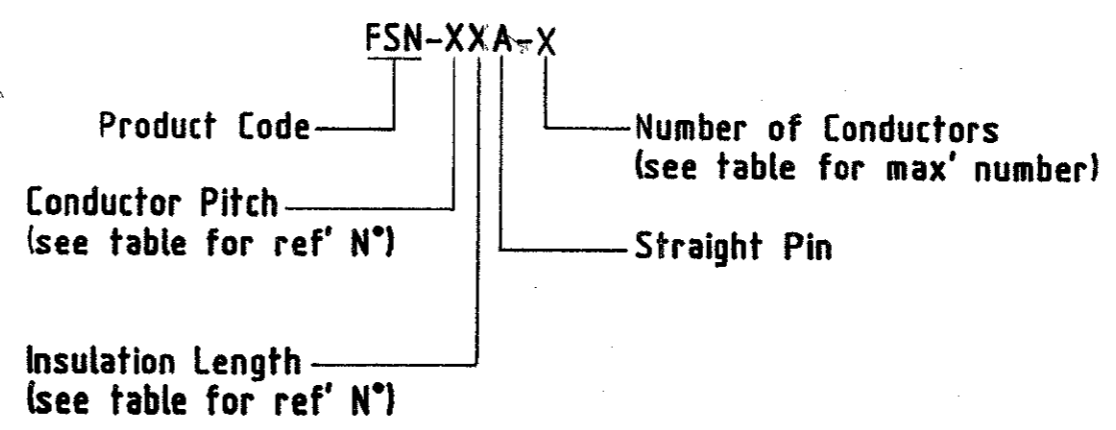 FSN-XXA-X
Product Code
Number of Conductors
(see table for max' number)
Conductor Pitch
(see table for ref' N°)
Straight Pin
Insulation Length
(see table for ref' N°)